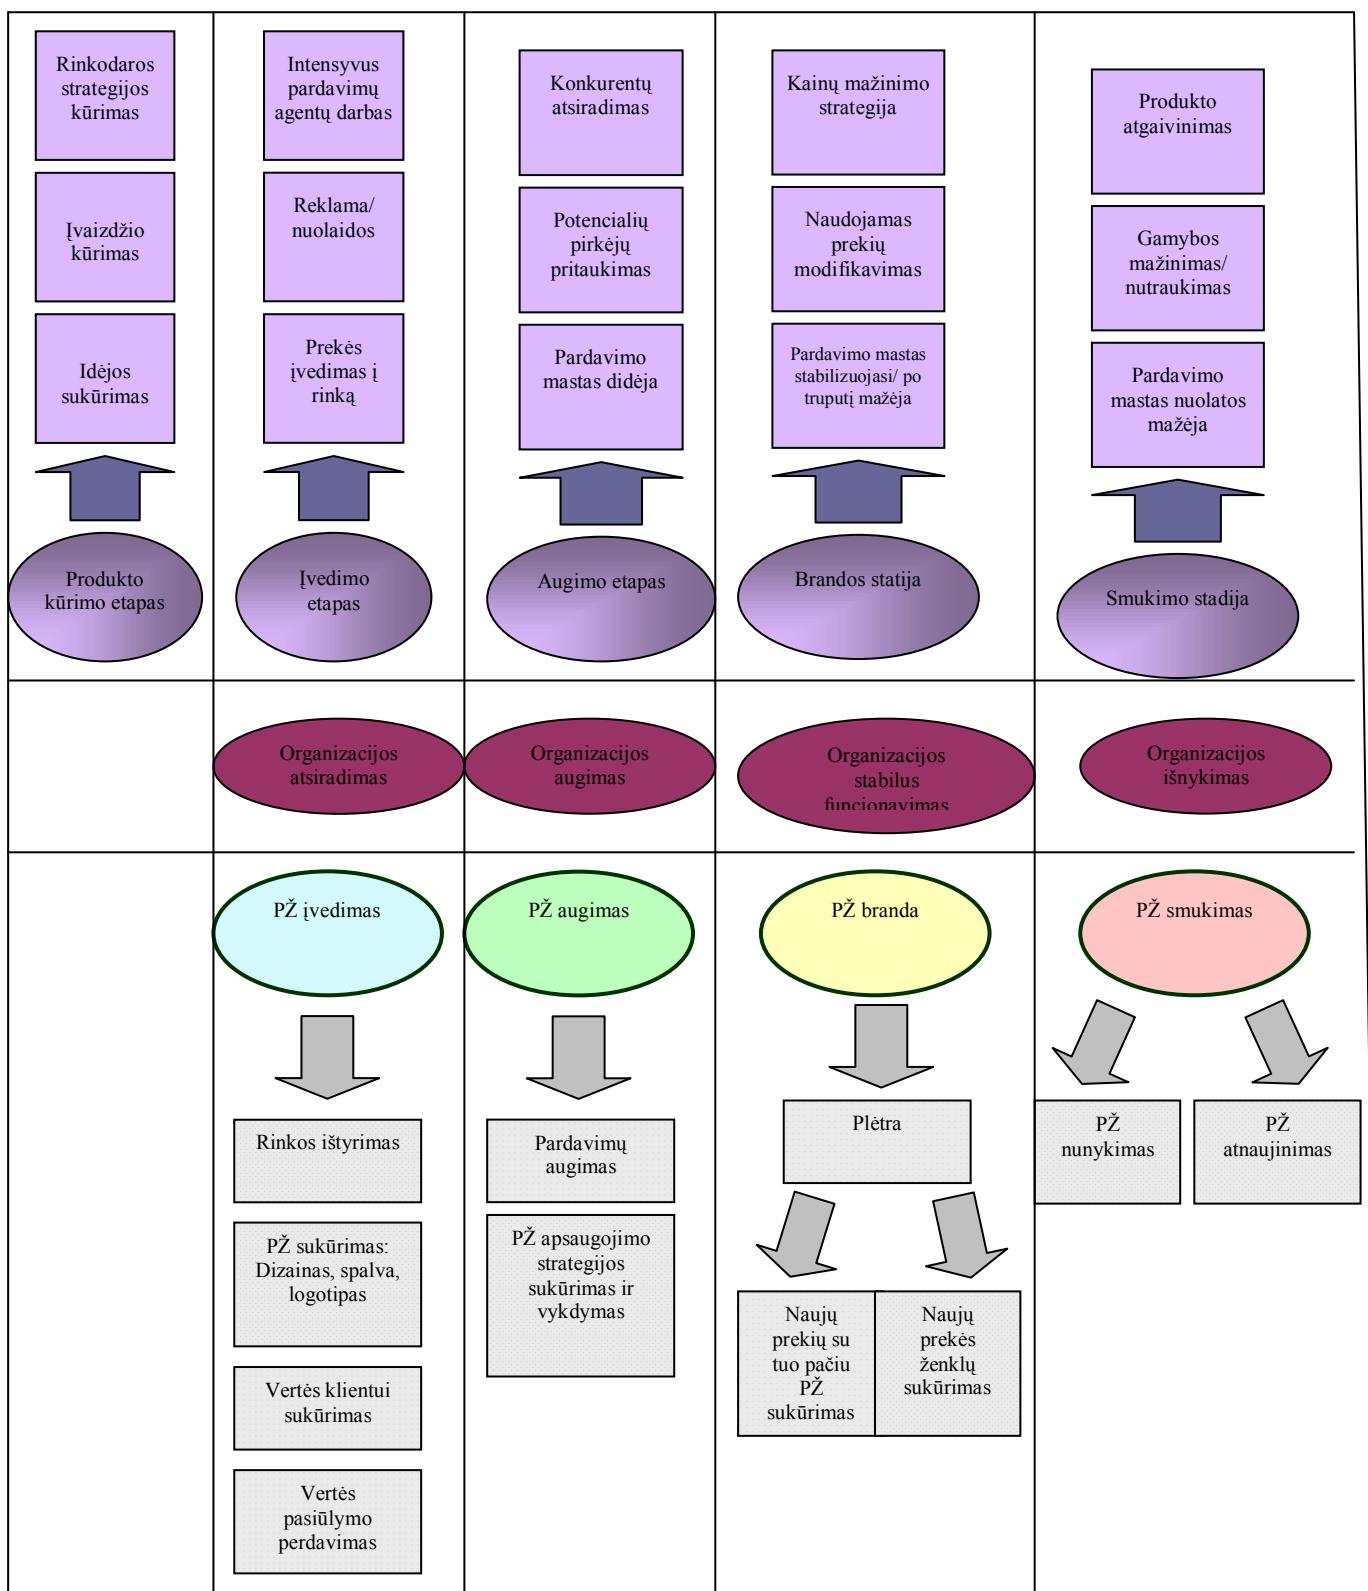 Rinkodaros
strategijos
kūrimas
Intensyvus
pardavimų
agentų darbas
Konkurentų
atsiradimas
Kainų mažinimo
strategija
Produkto
atgaivinimas
Įvaizdžio
kūrimas
Reklama/
nuolaidos
Potencialių
pirkėjų
pritaukimas
Naudojamas
prekių
modifikavimas
Gamybos
mažinimas/
nutraukimas
Idėjos
sukūrimas
Prekės
įvedimas į
rinką
Pardavimo
mastas didėja
Pardavimo mastas
stabilizuojasi/ po
truputį mažėja
Pardavimo
mastas nuolatos
mažėja
Produkto
kūrimo etapas
Įvedimo
etapas
Augimo etapas
Brandos statija
Smukimo stadija
Organizacijos
atsiradimas
Organizacijos
augimas
Organizacijos
stabilus
funcionavimas
Organizacijos
išnykimas
PŽ įvedimas
PŽ augimas
PŽ branda
PŽ smukimas
Rinkos ištyrimas
Pardavimų
augimas
Plėtra
PŽ
nunykimas
PŽ
atnaujinimas
PŽ sukūrimas:
Dizainas, spalva,
logotipas
PŽ apsaugojimo
strategijos
sukūrimas ir
vykdymas
Naujų
prekių su
tuo pačiu
PŽ
sukūrimas
Naujų
prekės
ženklų
sukūrimas
Vertės klientui
sukūrimas
Vertės
pasiūlymo
perdavimas